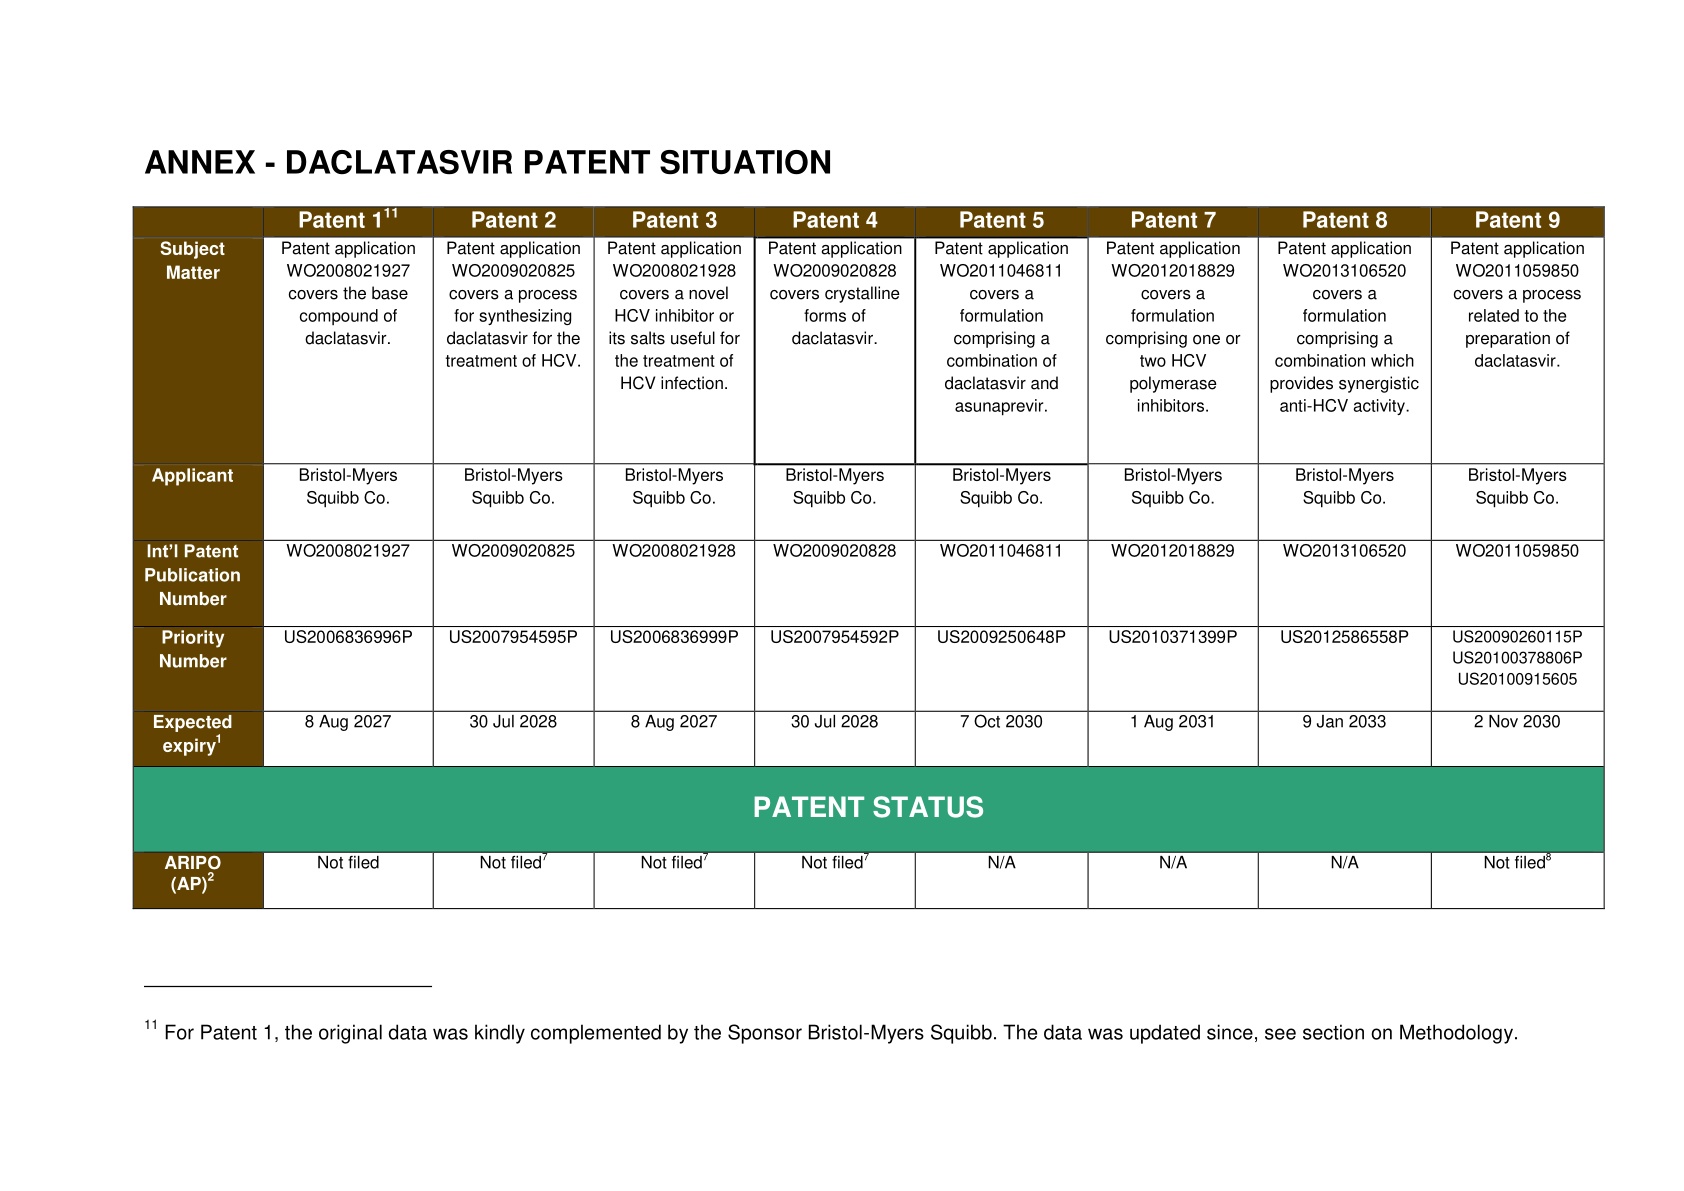 ANNEX - DACLATASVIR PATENT SITUATION
Patent 1¹¹ Patent 2 Patent 3 Patent 4 Patent 5 Patent 7 Patent 8 Patent 9
Subject
Matter
Patent application
WO2008021927
covers the base
compound of
daclatasvir.
Patent application
WO2009020825
covers a process
for synthesizing
daclatasvir for the
treatment of HCV.
Patent application
WO2008021928
covers a novel
HCV inhibitor or
its salts useful for
the treatment of
HCV infection.
Patent application
WO2009020828
covers crystalline
forms of
daclatasvir.
Patent application
WO2011046811
covers a
formulation
comprising a
combination of
daclatasvir and
asunaprevir.
Patent application
WO2012018829
covers a
formulation
comprising one or
two HCV
polymerase
inhibitors.
Patent application
WO2013106520
covers a
formulation
comprising a
combination which
provides synergistic
anti-HCV activity.
Patent application
WO2011059850
covers a process
related to the
preparation of
daclatasvir.
Applicant
Bristol-Myers
Squibb Co.
Bristol-Myers
Squibb Co.
Bristol-Myers
Squibb Co.
Bristol-Myers
Squibb Co.
Bristol-Myers
Squibb Co.
Bristol-Myers
Squibb Co.
Bristol-Myers
Squibb Co.
Bristol-Myers
Squibb Co.
Int’l Patent
Publication
Number
WO2008021927 WO2009020825 WO2008021928 WO2009020828 WO2011046811 WO2012018829 WO2013106520 WO2011059850
Priority
Number
US2006836996P US2007954595P US2006836999P US2007954592P US2009250648P US2010371399P US2012586558P
US20090260115P
US20100378806P
US20100915605
Expected
expiry¹
8 Aug 2027 30 Jul 2028 8 Aug 2027 30 Jul 2028 7 Oct 2030 1 Aug 2031 9 Jan 2033 2 Nov 2030
PATENT STATUS
ARIPO
(AP)²
Not filed Not filed⁷ Not filed⁷ Not filed⁷ N/A N/A N/A Not filed⁸
¹¹ For Patent 1, the original data was kindly complemented by the Sponsor Bristol-Myers Squibb. The data was updated since, see section on Methodology.